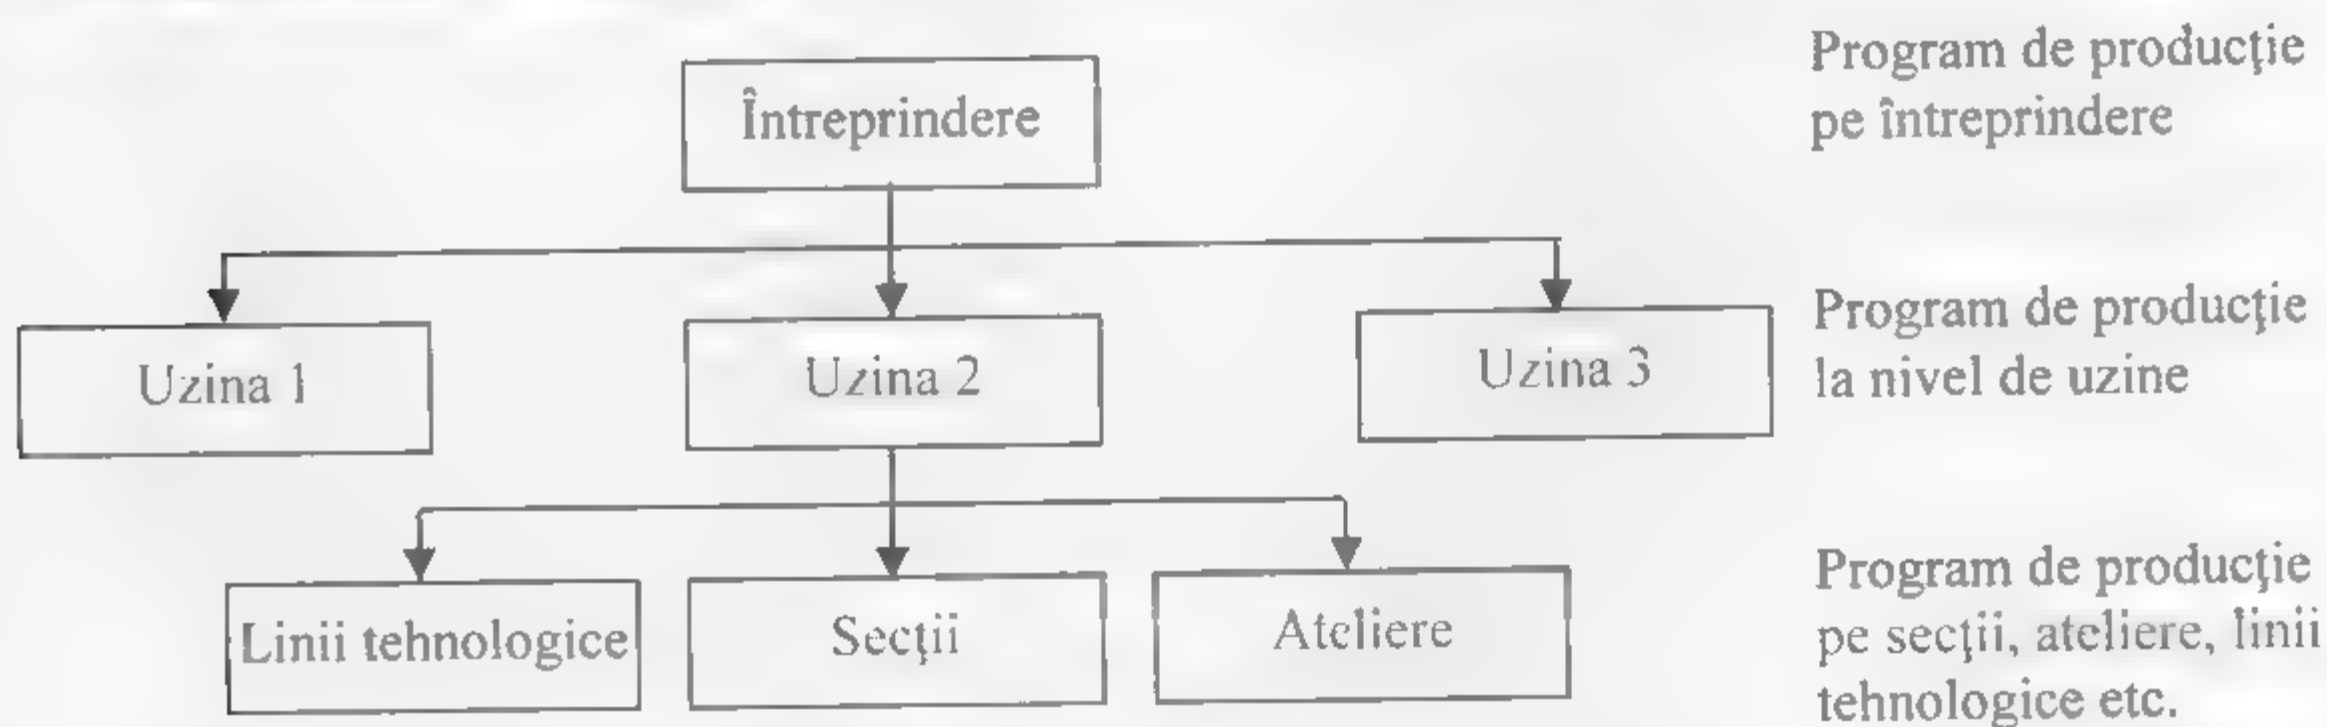 Întreprindere
Program de producţie
pe întreprindere
Uzina 1
Uzina 2
Uzina 3
Program de producţie
la nivel de uzine
Linii tehnologice
Secţii
Ateliere
Program de producţie
pe secţii, ateliere, linii
tehnologice etc.